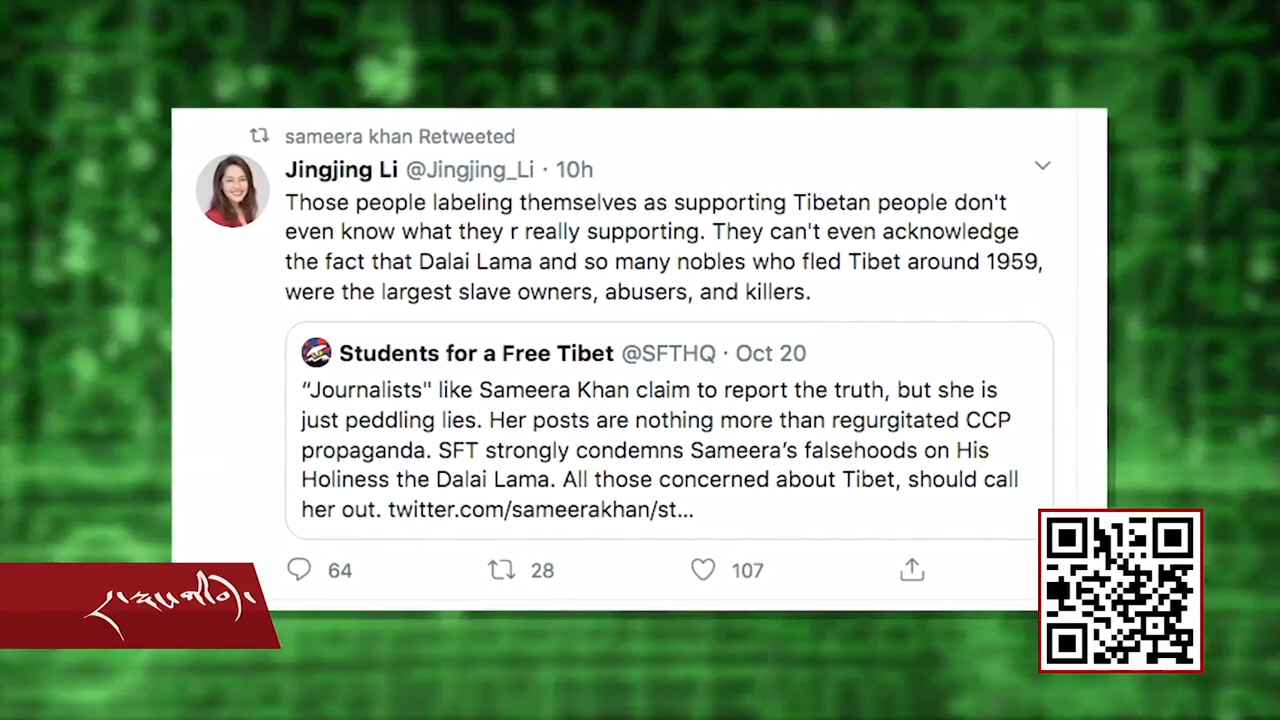 sameera khan Retweeted
Jingjing Li @Jingjing_Li · 10h
Those people labeling themselves as supporting Tibetan people don't
even know what they r really supporting. They can't even acknowledge
the fact that Dalai Lama and so many nobles who fled Tibet around 1959,
were the largest slave owners, abusers, and killers.
Students for a Free Tibet @SFTHQ · Oct 20
“Journalists" like Sameera Khan claim to report the truth, but she is
just peddling lies. Her posts are nothing more than regurgitated CCP
propaganda. SFT strongly condemns Sameera’s falsehoods on His
Holiness the Dalai Lama. All those concerned about Tibet, should call
her out. twitter.com/sameerakhan/st...
64 28 107